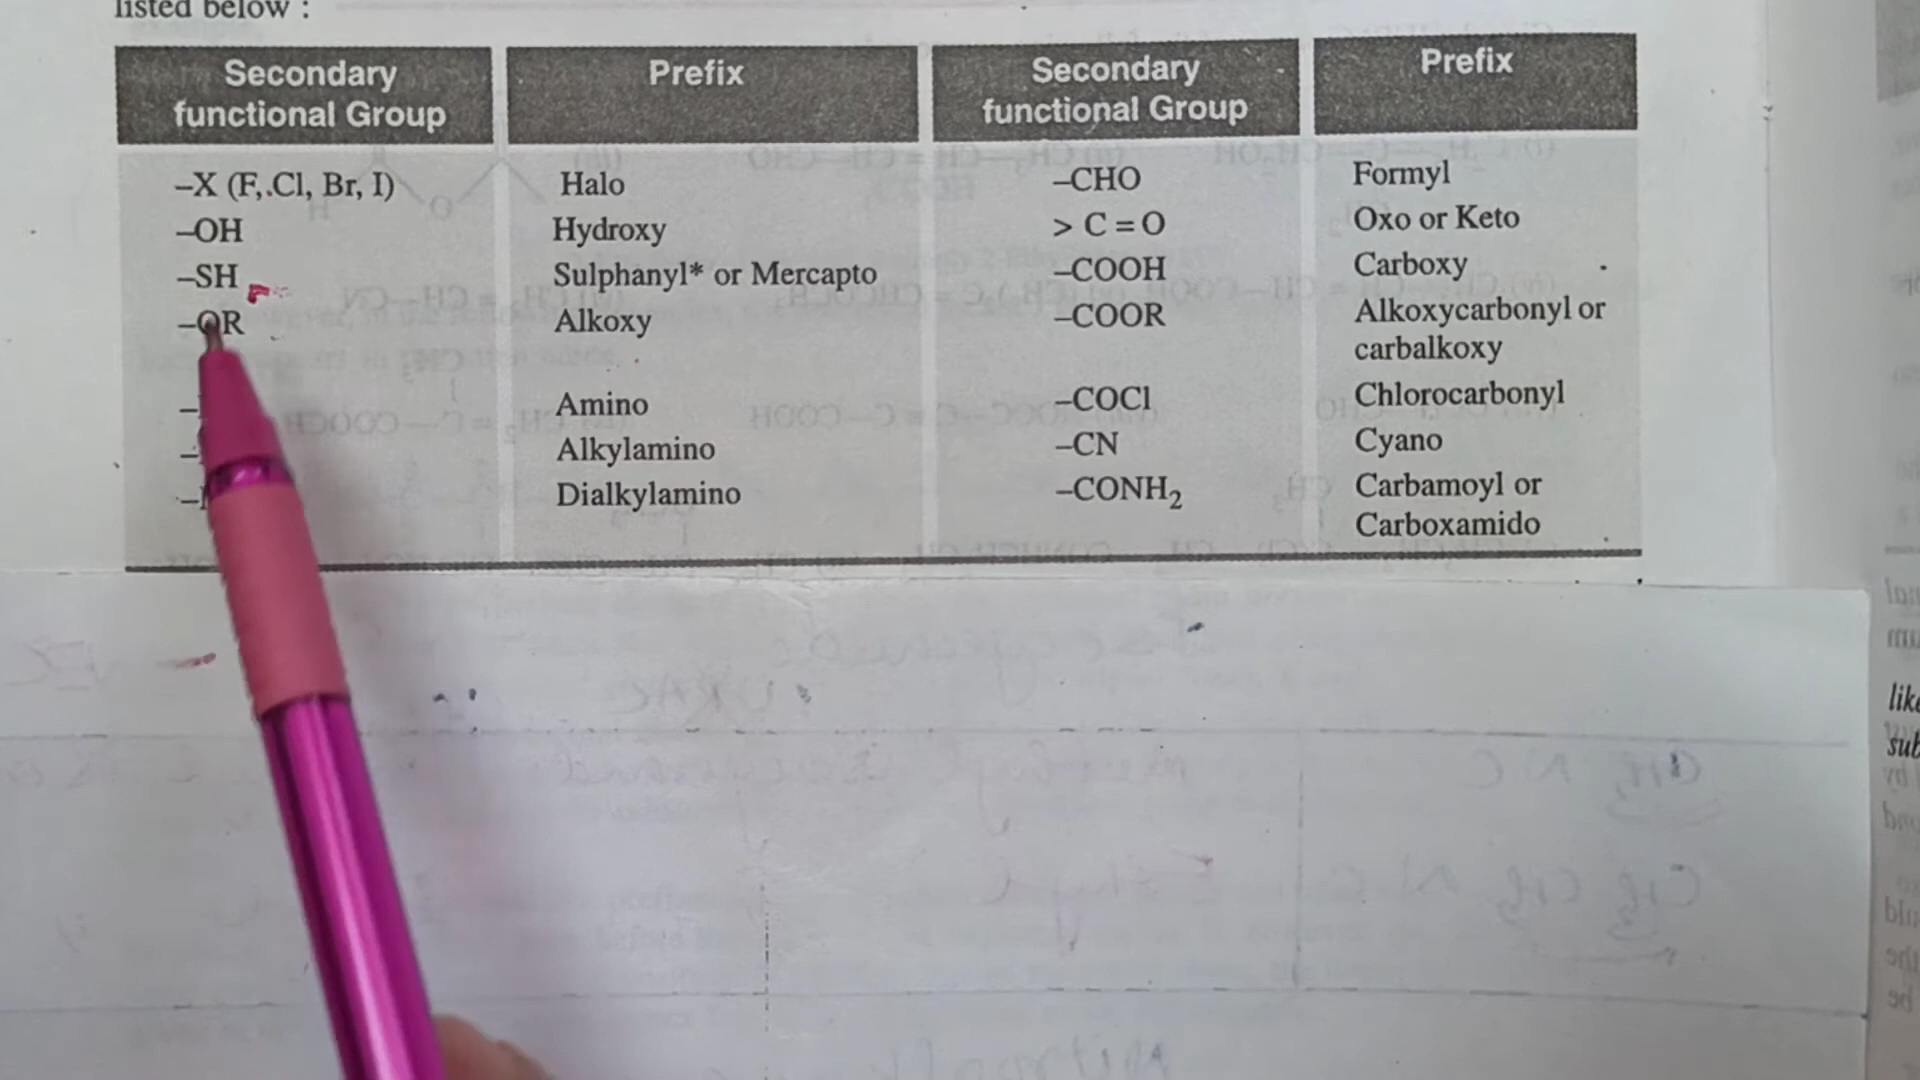 listed below :
Secondary functional Group | Prefix | Secondary functional Group | Prefix
–X (F, Cl, Br, I) | Halo | –CHO | Formyl
–OH | Hydroxy | > C = O | Oxo or Keto
–SH | Sulphanyl* or Mercapto | –COOH | Carboxy
–OR | Alkoxy | –COOR | Alkoxycarbonyl or carbalkoxy
Amino | –COCl | Chlorocarbonyl
Alkylamino | –CN | Cyano
Dialkylamino | –CONH₂ | Carbamoyl or Carboxamido